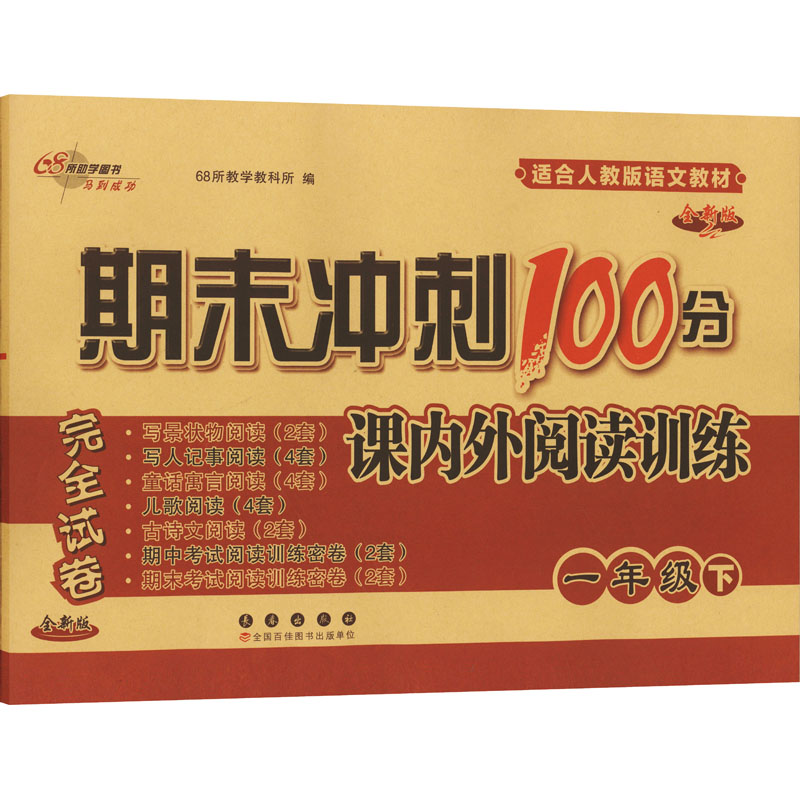 68所助学图书
马到成功
68所教学教科所 编
适合人教版语文教材
全新版
期末冲刺100分
课内外阅读训练
完全试卷
·写景状物阅读（2套）
·写人记事阅读（4套）
·童话寓言阅读（4套）
·儿歌阅读（4套）
·古诗文阅读（2套）
·期中考试阅读训练密卷（2套）
·期末考试阅读训练密卷（2套）
一年级下
全新版
长春出版社
全国百佳图书出版单位